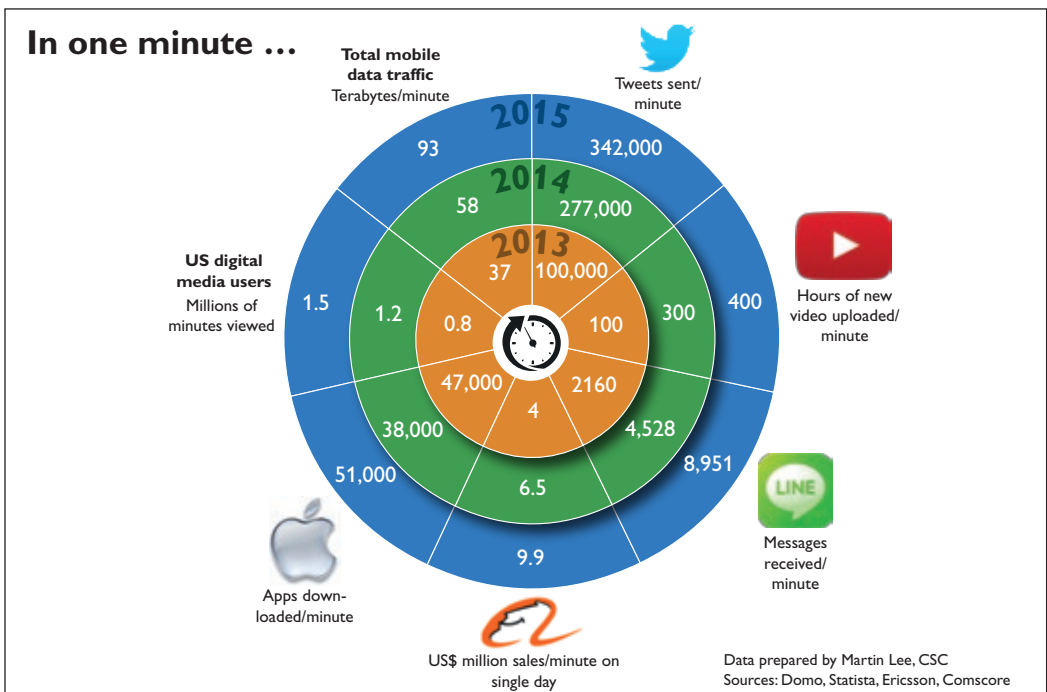 In one minute ...
Total mobile
data traffic
Terabytes/minute
Tweets sent/
minute
2015
93
342,000
2014
58
277,000
2013
37
100,000
US digital
media users
Millions of
minutes viewed
1.5
1.2
0.8
100
300
400
Hours of new
video uploaded/
minute
47,000
2160
4
38,000
4,528
51,000
8,951
6.5
9.9
LINE
Messages
received/
minute
Apps down-
loaded/minute
US$ million sales/minute on
single day
Data prepared by Martin Lee, CSC
Sources: Domo, Statista, Ericsson, Comscore